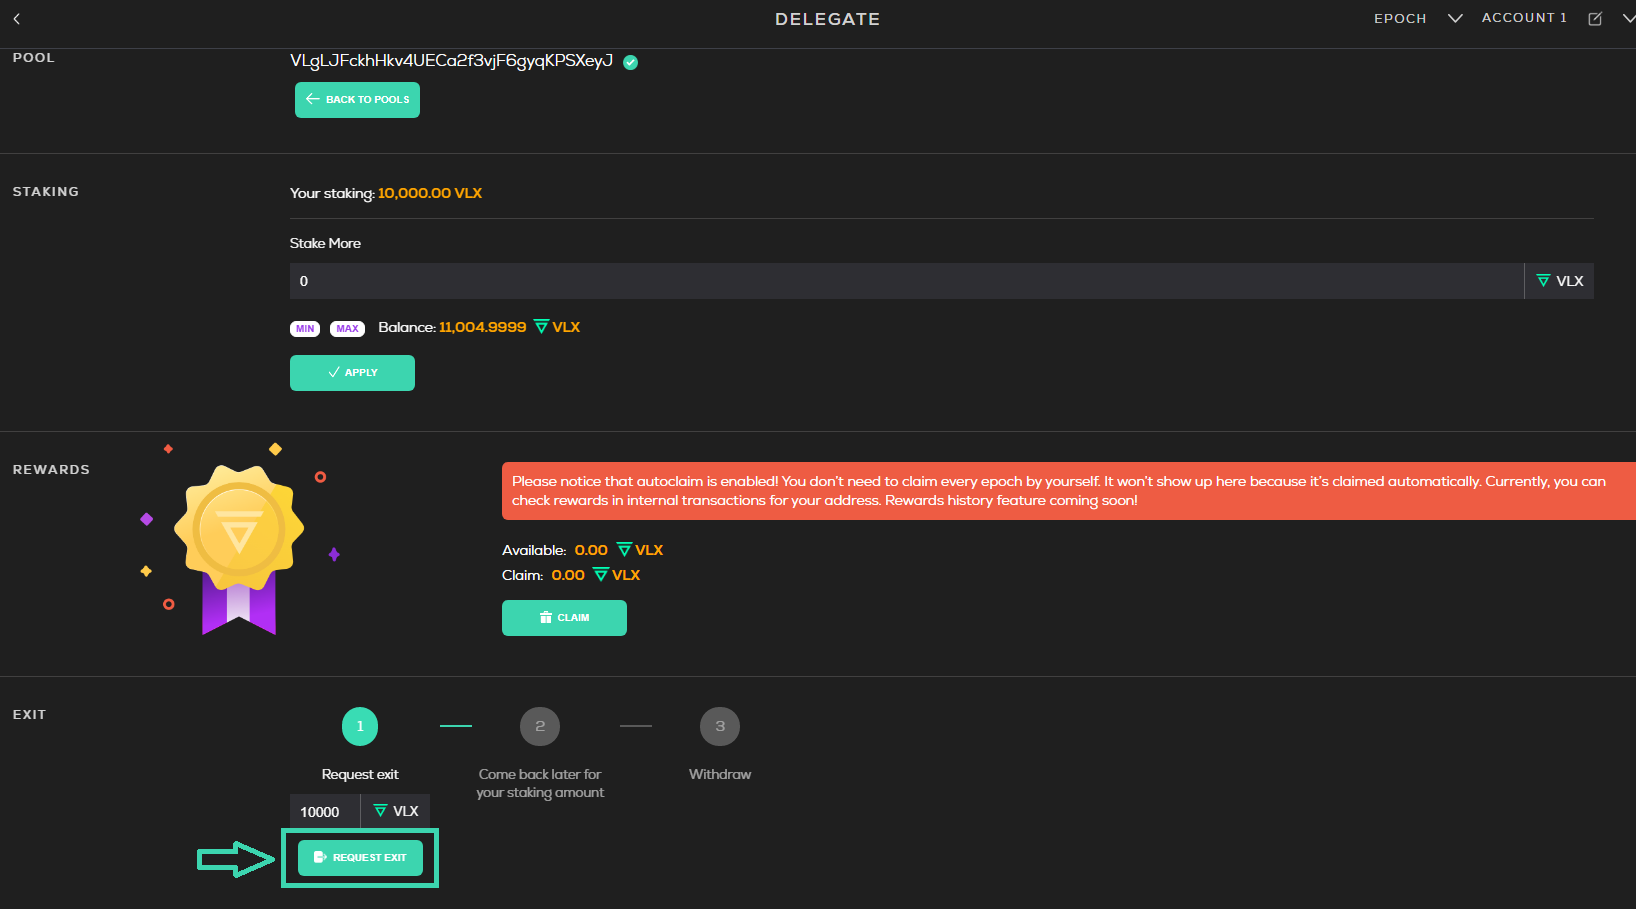 DELEGATE
EPOCH
ACCOUNT 1
POOL
VLgLJFckhHkv4UECa2f3vjF6gyqKPSXeyJ
BACK TO POOLS
STAKING
Your staking: 10,000.00 VLX
Stake More
0
VLX
MIN
MAX
Balance: 11,004.9999 VLX
APPLY
REWARDS
Please notice that autoclaim is enabled! You don't need to claim every epoch by yourself. It won't show up here because it's claimed automatically. Currently, you can
check rewards in internal transactions for your address. Rewards history feature coming soon!
Available: 0.00 VLX
Claim: 0.00 VLX
CLAIM
EXIT
1
2
3
Request exit
Come back later for
your staking amount
Withdraw
10000
VLX
REQUEST EXIT